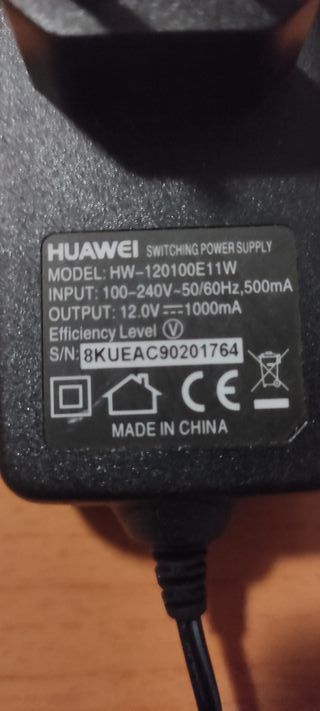 HUAWEI SWITCHING POWER SUPPLY
MODEL: HW-120100E11W
INPUT: 100-240V~50/60Hz,500mA
OUTPUT: 12.0V⎓1000mA
Efficiency Level Ⓥ
S/N: 8KUEAC90201764
CE
MADE IN CHINA